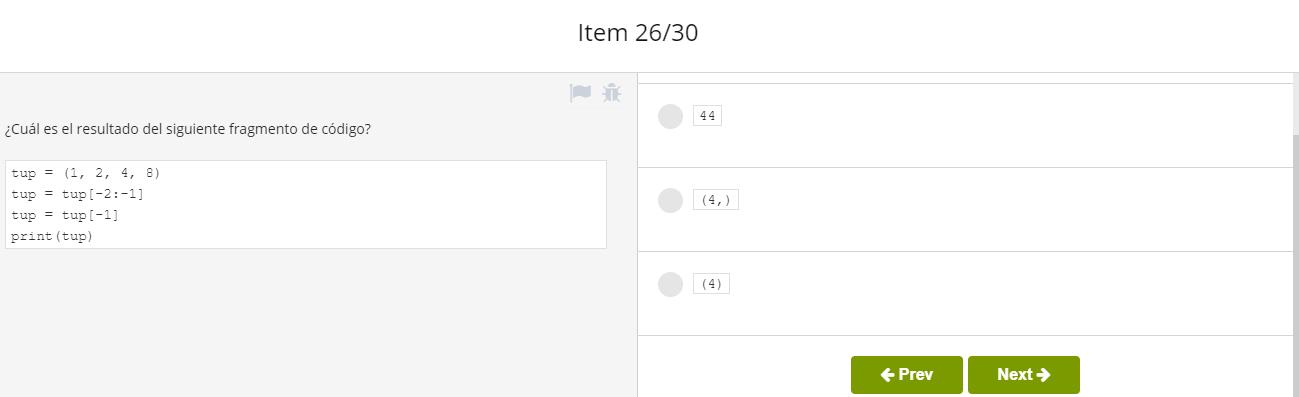 Item 26/30
¿Cuál es el resultado del siguiente fragmento de código?
tup = (1, 2, 4, 8)
tup = tup[-2:-1]
tup = tup[-1]
print(tup)
44
(4,)
(4)
Prev
Next